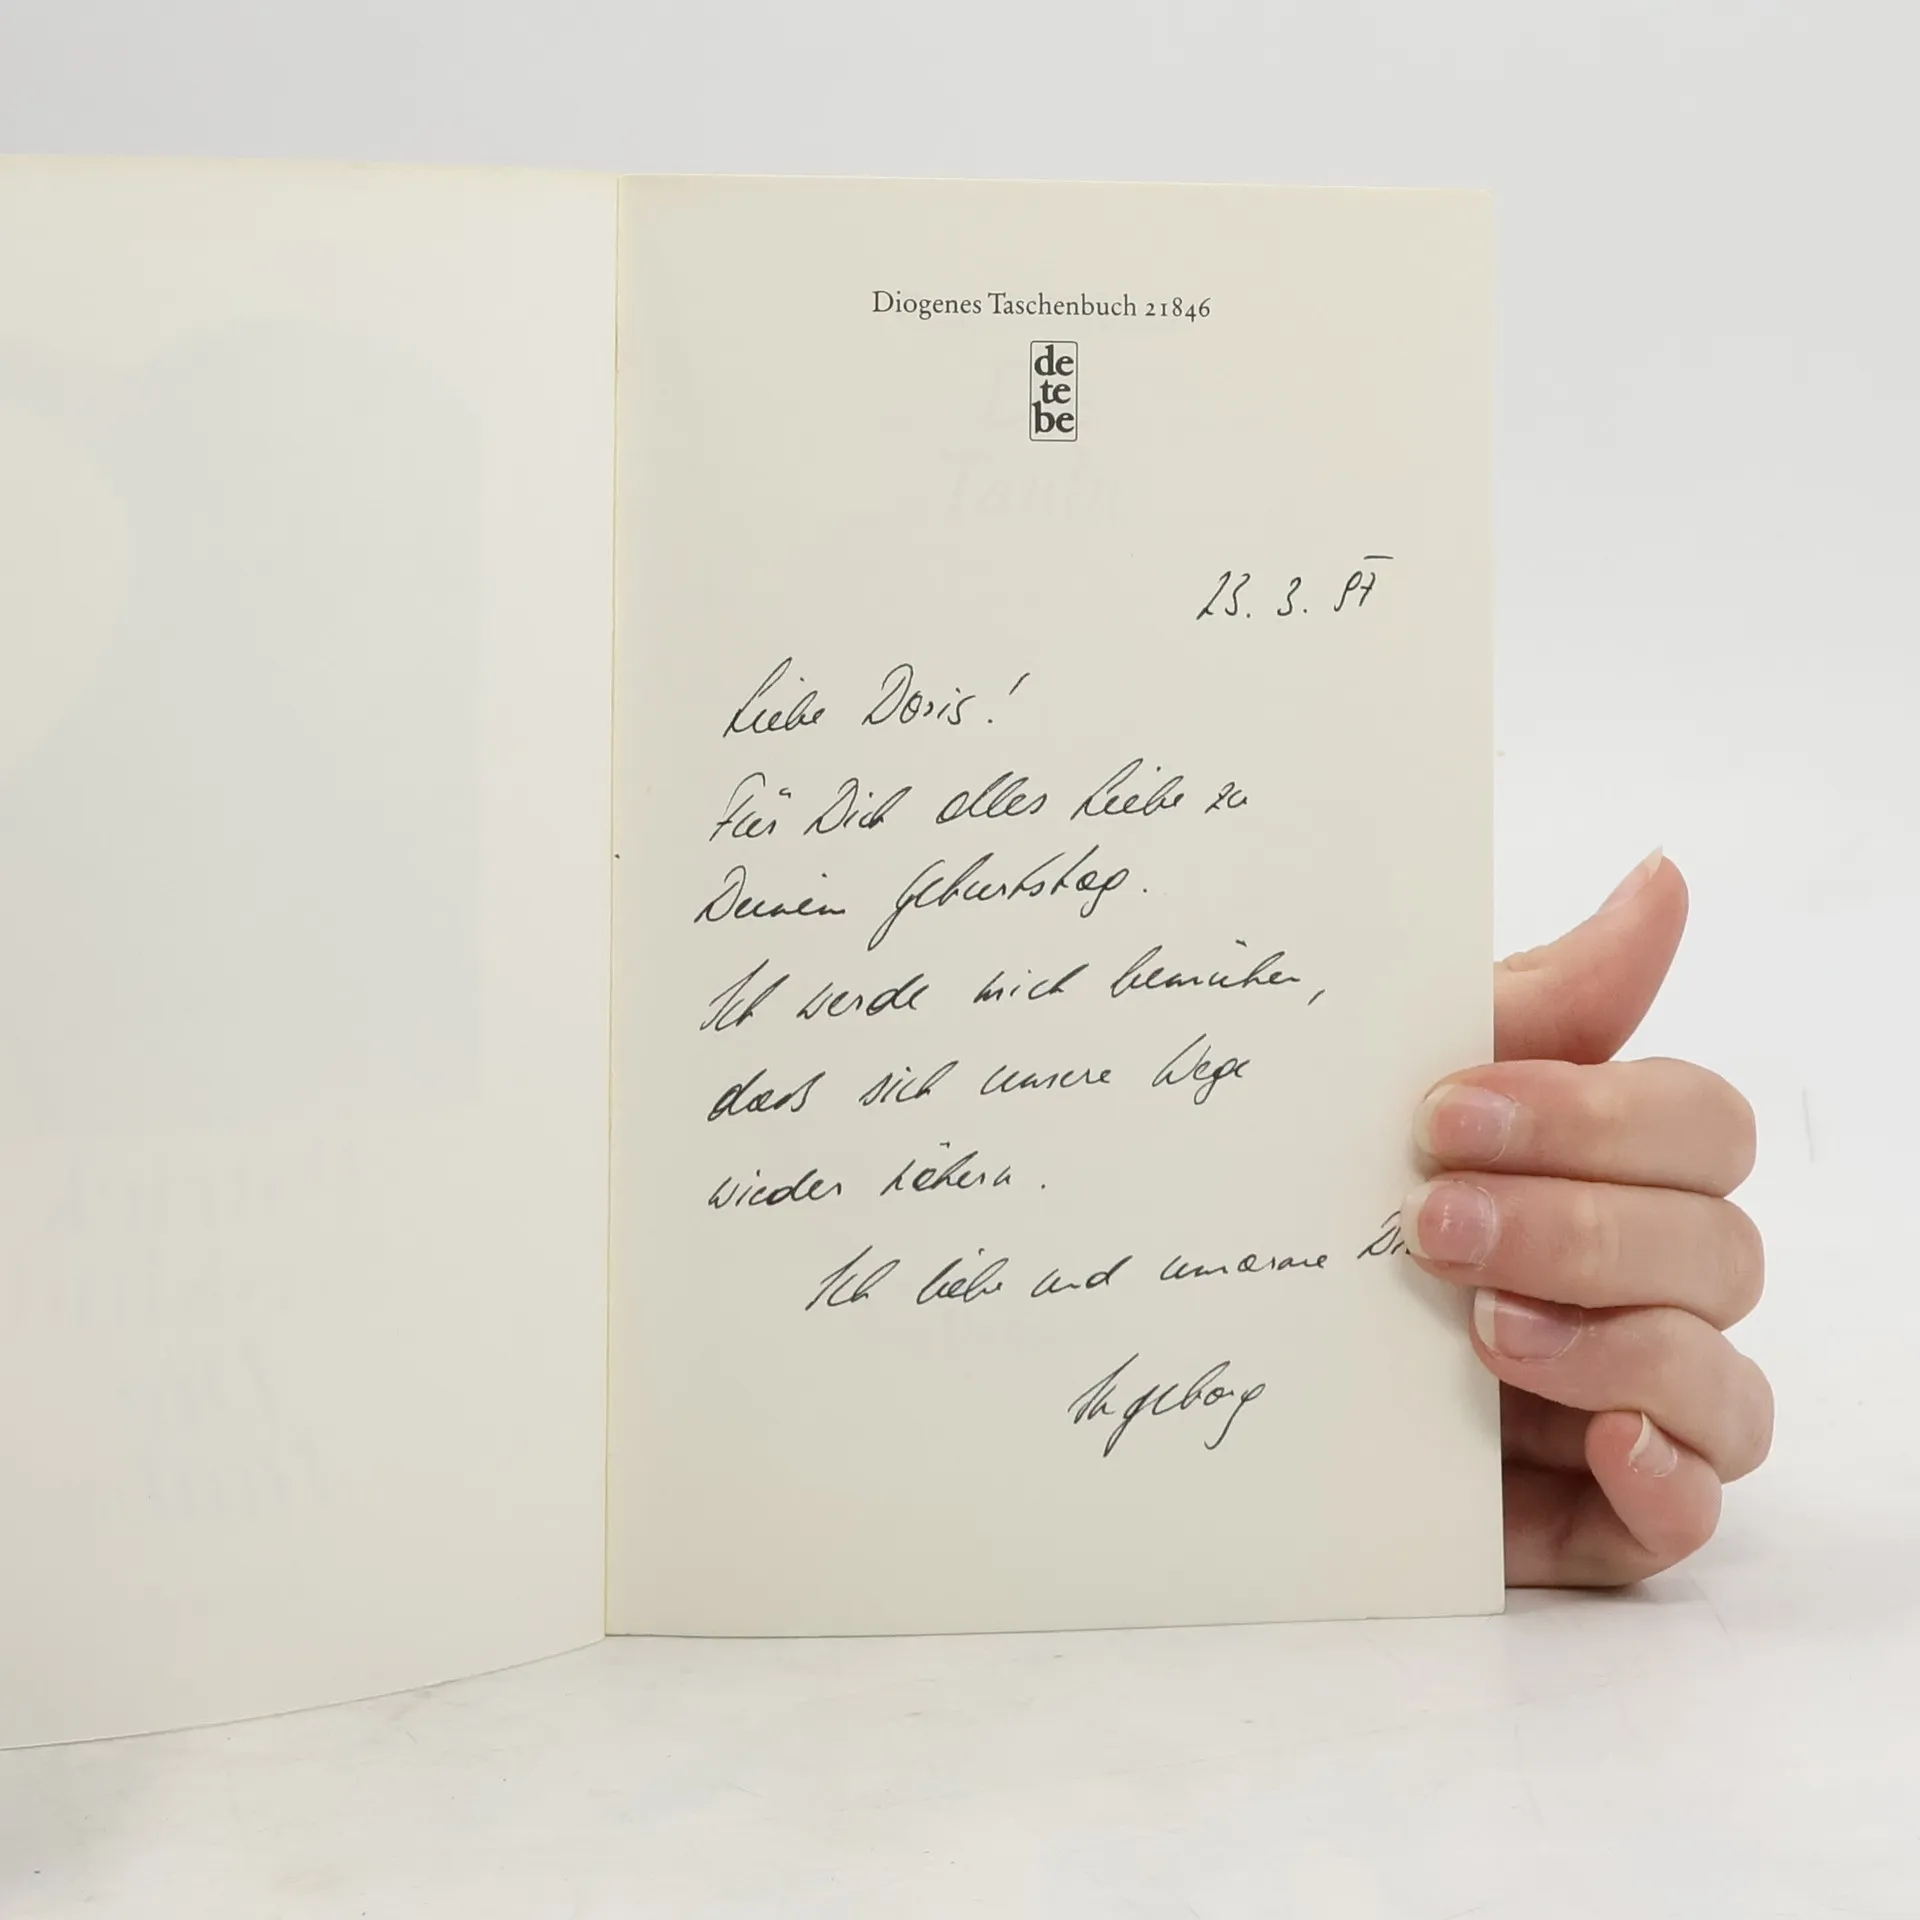 Diogenes Taschenbuch 21846
de
te
be
23. 3. 97
Liebe Doris!
Für Dich alles Liebe zu
Deinem Geburtstag.
Ich werde mich bemühen,
dass sich unsere Wege
wieder nähern.
Ich liebe und umarme
Ingeborg